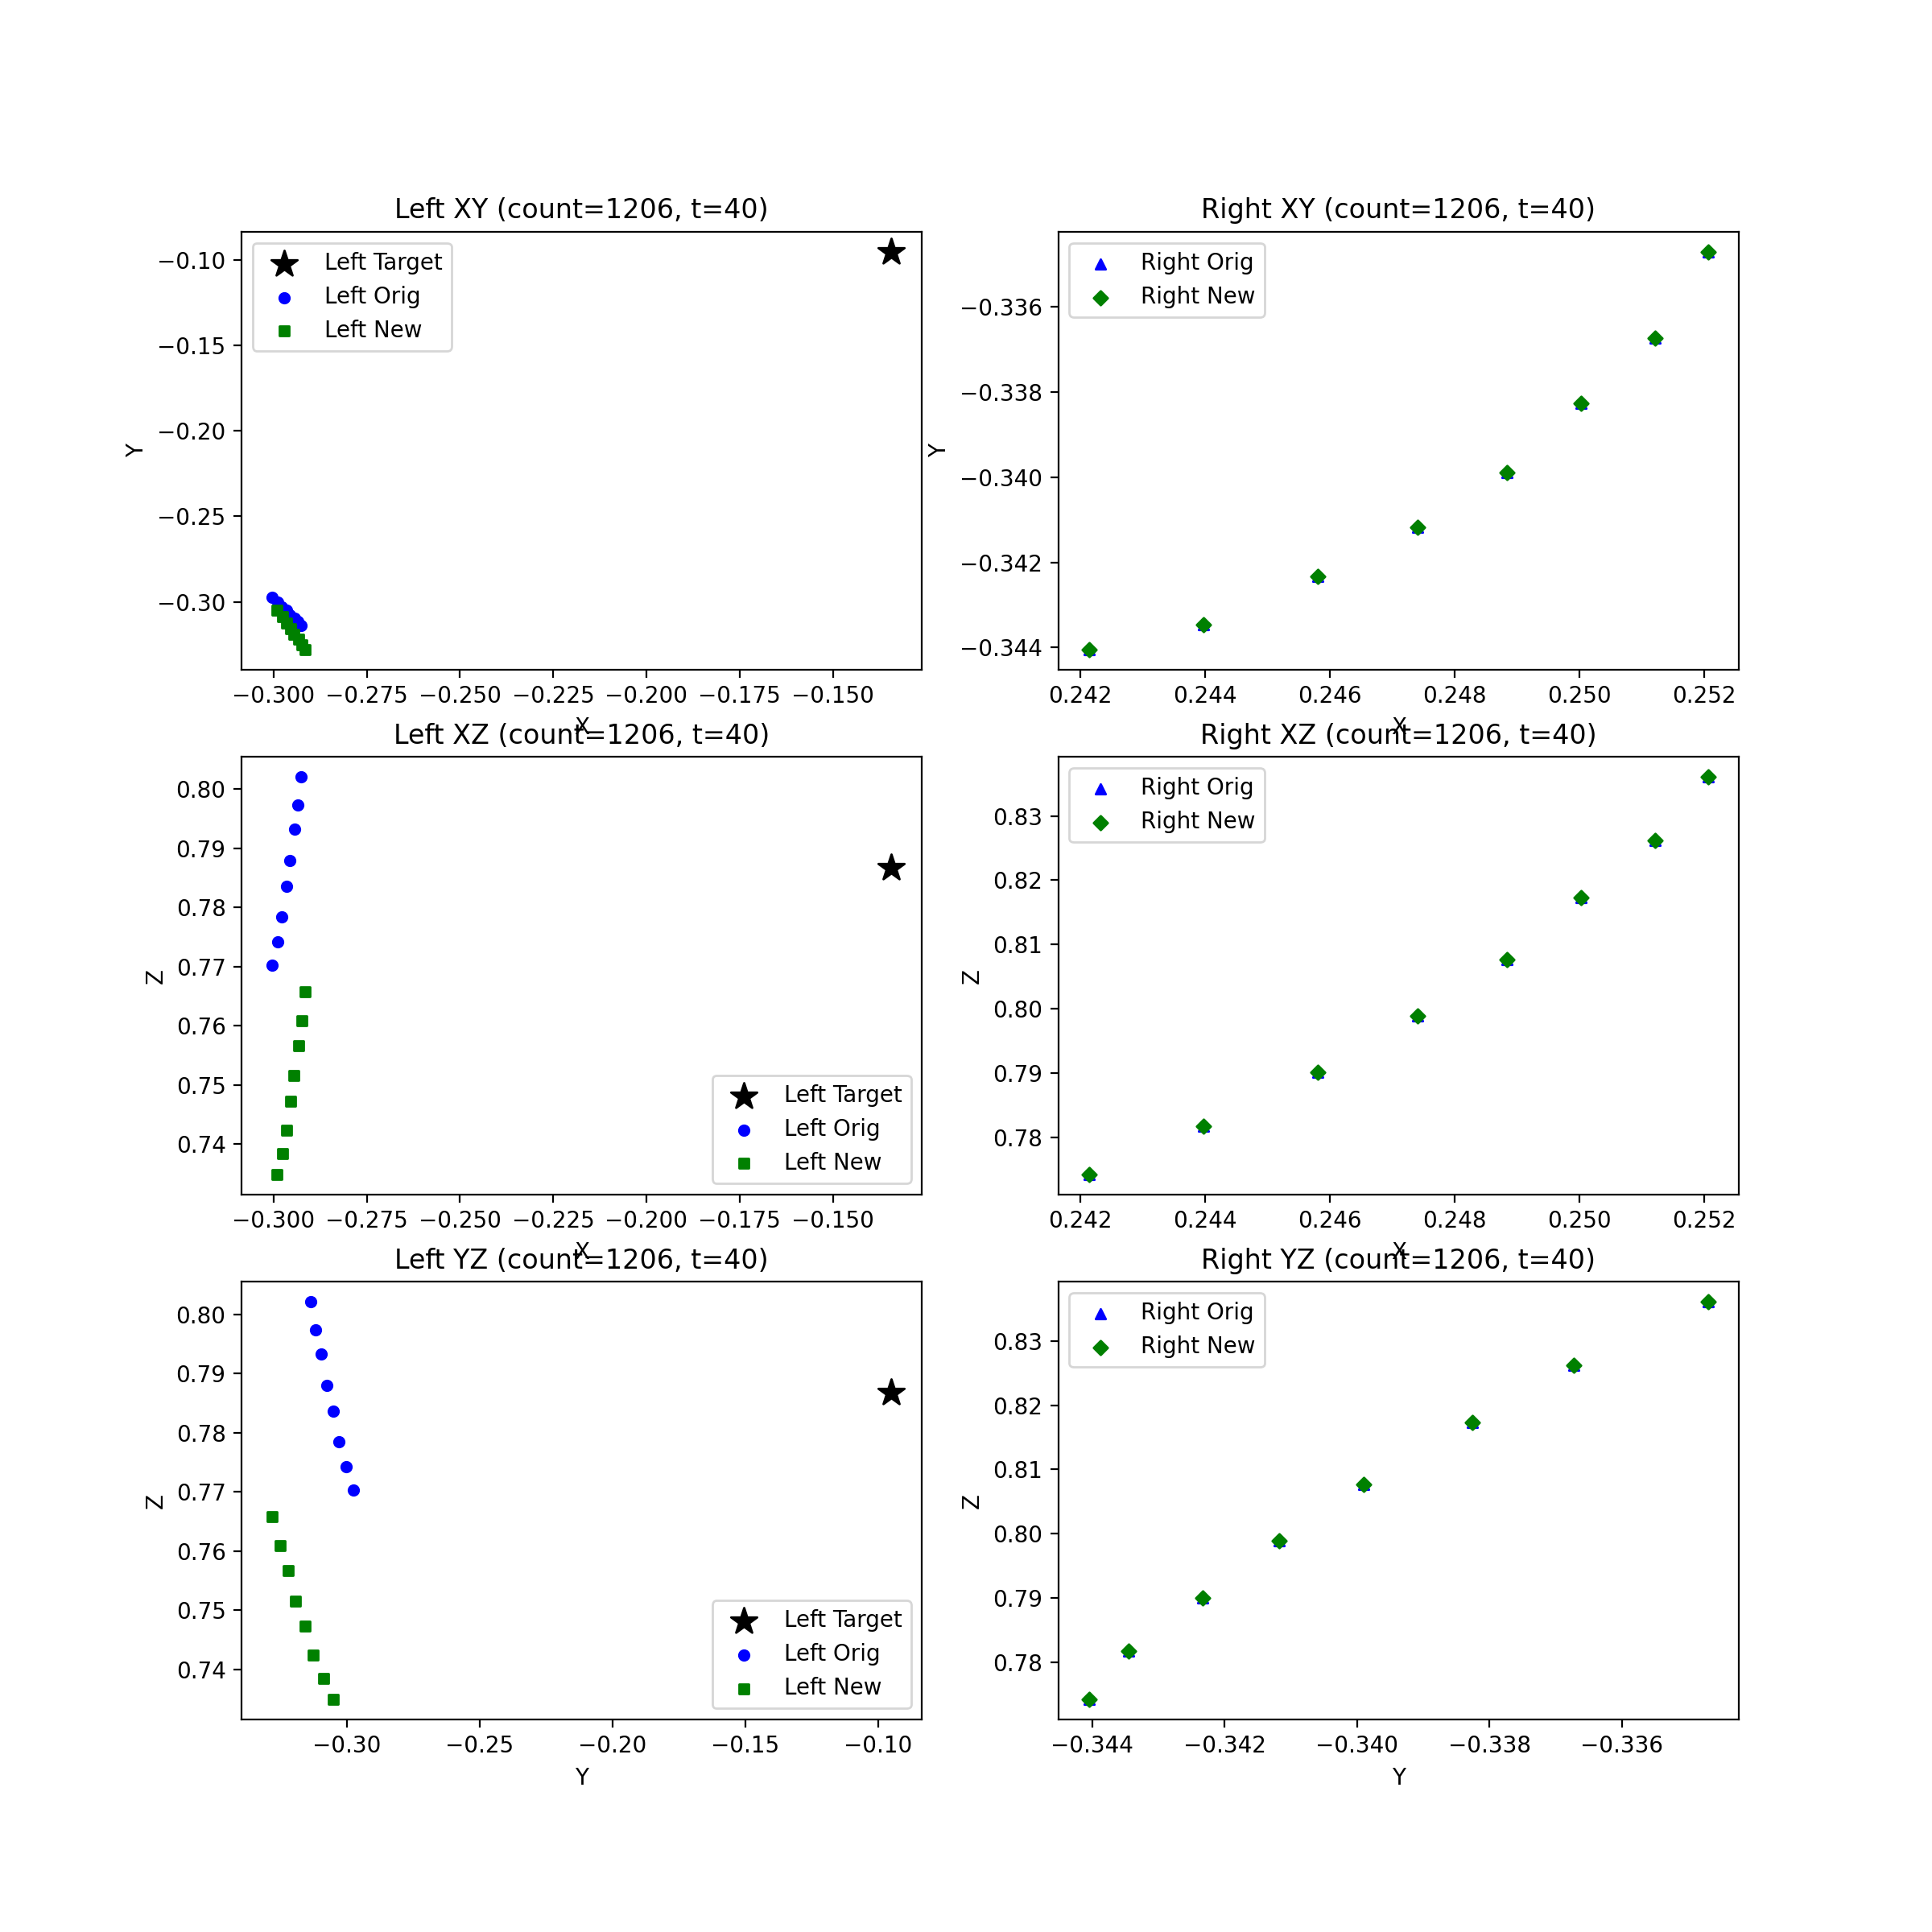 Left XY (count=1206, t=40)
Right XY (count=1206, t=40)
Left Target
Left Orig
Left New
Right Orig
Right New
−0.10
−0.15
−0.20
−0.25
−0.30
Y
−0.300 −0.275 −0.250 −0.225 −0.200 −0.175 −0.150
X
−0.336
−0.338
−0.340
−0.342
−0.344
Y
0.242 0.244 0.246 0.248 0.250 0.252
X
Left XZ (count=1206, t=40)
Right XZ (count=1206, t=40)
0.80
0.79
0.78
0.77
0.76
0.75
0.74
Z
Left Target
Left Orig
Left New
−0.300 −0.275 −0.250 −0.225 −0.200 −0.175 −0.150
X
Right Orig
Right New
0.83
0.82
0.81
0.80
0.79
0.78
Z
0.242 0.244 0.246 0.248 0.250 0.252
X
Left YZ (count=1206, t=40)
Right YZ (count=1206, t=40)
0.80
0.79
0.78
0.77
0.76
0.75
0.74
Z
Left Target
Left Orig
Left New
−0.30 −0.25 −0.20 −0.15 −0.10
Y
Right Orig
Right New
0.83
0.82
0.81
0.80
0.79
0.78
Z
−0.344 −0.342 −0.340 −0.338 −0.336
Y